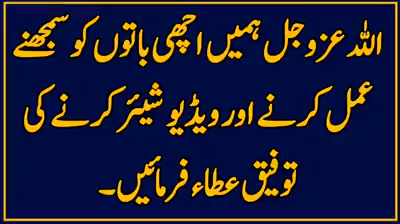 اللہ عزوجل ہمیں اچھی باتوں کو سمجھنے
عمل کرنے اور ویڈیو شیئر کرنے کی
توفیق عطاء فرمائیں۔